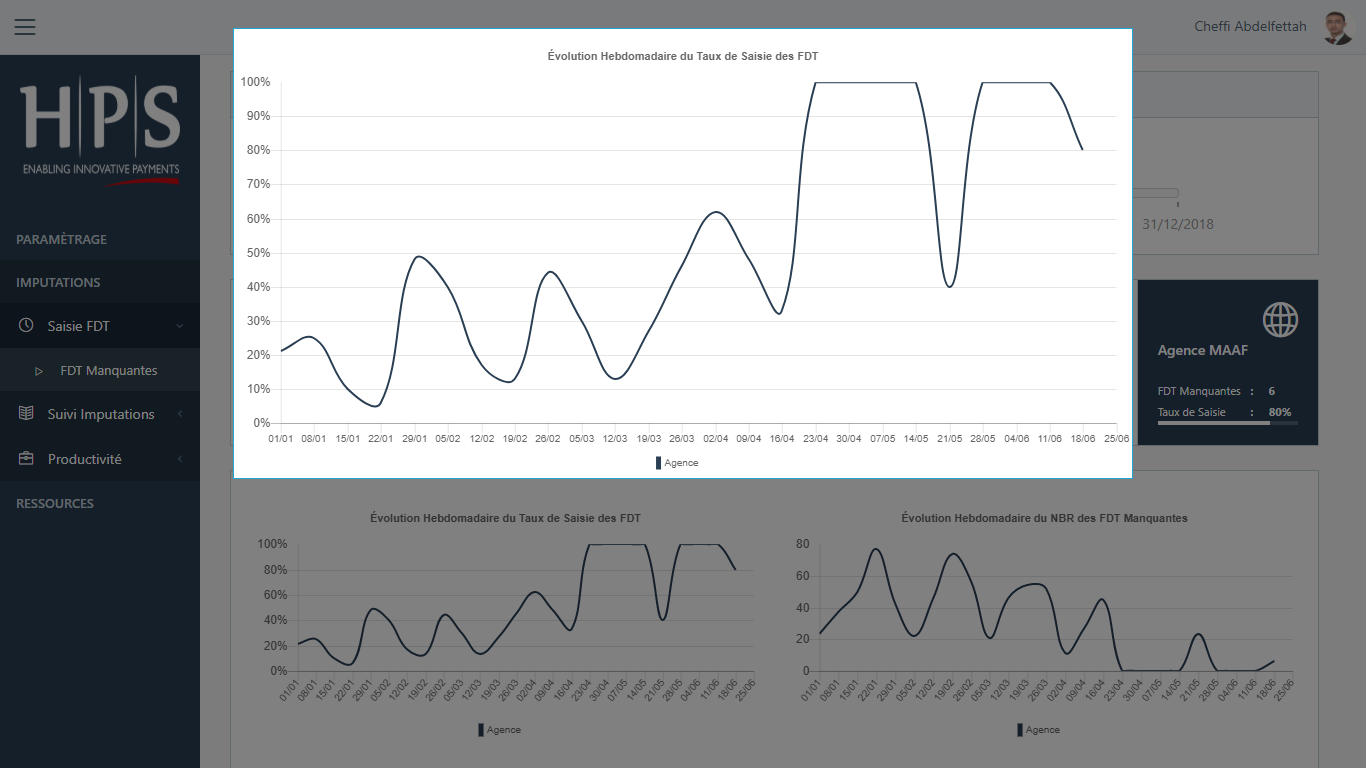 Cheffi Abdelfettah
HPS
ENABLING INNOVATIVE PAYMENTS
PARAMÈTRAGE
IMPUTATIONS
Saisie FDT
FDT Manquantes
Suivi Imputations
Productivité
RESSOURCES
Évolution Hebdomadaire du Taux de Saisie des FDT
100%
90%
80%
70%
60%
50%
40%
30%
20%
10%
0%
01/01 08/01 15/01 22/01 29/01 05/02 12/02 19/02 26/02 05/03 12/03 19/03 26/03 02/04 09/04 16/04 23/04 30/04 07/05 14/05 21/05 28/05 04/06 11/06 18/06 25/06
Agence
31/12/2018
Agence MAAF
FDT Manquantes : 6
Taux de Saisie : 80%
Évolution Hebdomadaire du Taux de Saisie des FDT
100%
80%
60%
40%
20%
0%
01/01 08/01 15/01 22/01 29/01 05/02 12/02 19/02 26/02 05/03 12/03 19/03 26/03 02/04 09/04 16/04 23/04 30/04 07/05 14/05 21/05 28/05 04/06 11/06 18/06 25/06
Agence
Évolution Hebdomadaire du NBR des FDT Manquantes
80
60
40
20
0
01/01 08/01 15/01 22/01 29/01 05/02 12/02 19/02 26/02 05/03 12/03 19/03 26/03 02/04 09/04 16/04 23/04 30/04 07/05 14/05 21/05 28/05 04/06 11/06 18/06 25/06
Agence